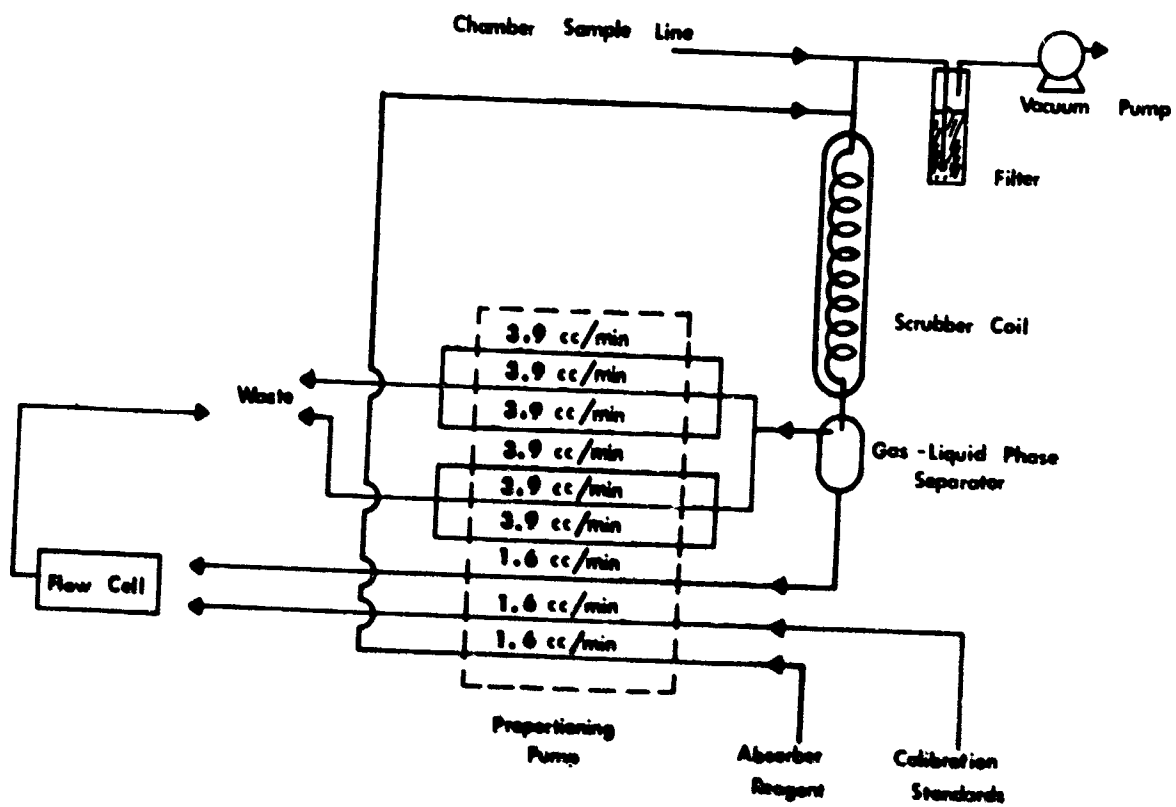 Chamber Sample Line
Vacuum Pump
Filter
Scrubber Coil
3.9 cc/min
3.9 cc/min
3.9 cc/min
3.9 cc/min
3.9 cc/min
3.9 cc/min
1.6 cc/min
1.6 cc/min
1.6 cc/min
Waste
Gas-Liquid Phase
Separator
Flow Cell
Proportioning
Pump
Absorber
Reagent
Calibration
Standards